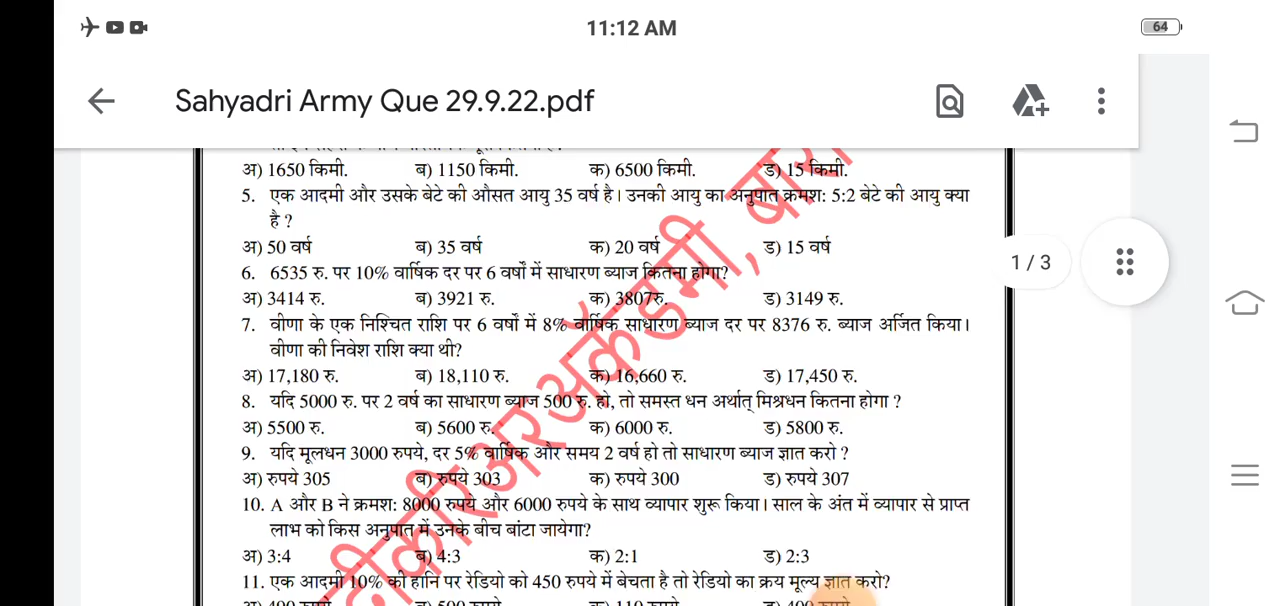 11:12 AM
64
Sahyadri Army Que 29.9.22.pdf
अ) 1650 किमी. ब) 1150 किमी. क) 6500 किमी. ड) 15 किमी.
5. एक आदमी और उसके बेटे की औसत आयु 35 वर्ष है। उनकी आयु का अनुपात क्रमश: 5:2 बेटे की आयु क्या
है ?
अ) 50 वर्ष ब) 35 वर्ष क) 20 वर्ष ड) 15 वर्ष
1 / 3
6. 6535 रु. पर 10% वार्षिक दर पर 6 वर्षों में साधारण ब्याज कितना होगा?
अ) 3414 रु. ब) 3921 रु. क) 3807रु. ड) 3149 रु.
7. वीणा के एक निश्चित राशि पर 6 वर्षों में 8% वार्षिक साधारण ब्याज दर पर 8376 रु. ब्याज अर्जित किया।
वीणा की निवेश राशि क्या थी?
अ) 17,180 रु. ब) 18,110 रु. क) 16,660 रु. ड) 17,450 रु.
8. यदि 5000 रु. पर 2 वर्ष का साधारण ब्याज 500 रु. हो, तो समस्त धन अर्थात् मिश्रधन कितना होगा ?
अ) 5500 रु. ब) 5600 रु. क) 6000 रु. ड) 5800 रु.
9. यदि मूलधन 3000 रुपये, दर 5% वार्षिक और समय 2 वर्ष हो तो साधारण ब्याज ज्ञात करो ?
अ) रुपये 305 ब) रुपये 303 क) रुपये 300 ड) रुपये 307
10. A और B ने क्रमश: 8000 रुपये और 6000 रुपये के साथ व्यापार शुरू किया। साल के अंत में व्यापार से प्राप्त
लाभ को किस अनुपात में उनके बीच बांटा जायेगा?
अ) 3:4 ब) 4:3 क) 2:1 ड) 2:3
11. एक आदमी 10% की हानि पर रेडियो को 450 रुपये में बेचता है तो रेडियो का क्रय मूल्य ज्ञात करो?